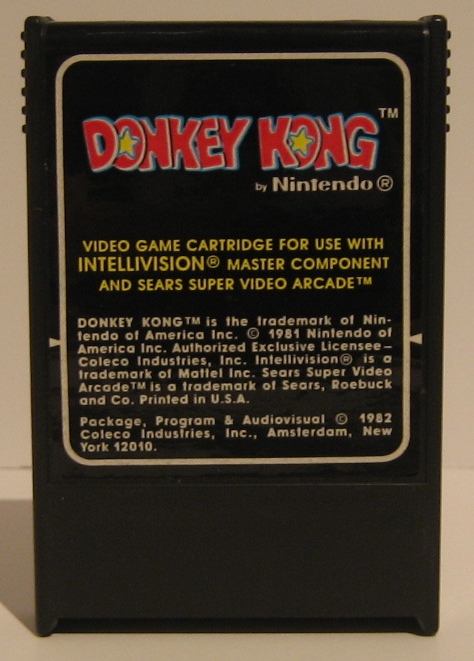 DONKEY KONG™
by Nintendo®
VIDEO GAME CARTRIDGE FOR USE WITH
INTELLIVISION® MASTER COMPONENT
AND SEARS SUPER VIDEO ARCADE™
DONKEY KONG™ is the trademark of Nin-
tendo of America Inc. © 1981 Nintendo of
America Inc. Authorized Exclusive Licensee–
Coleco Industries, Inc. Intellivision® is a
trademark of Mattel Inc. Sears Super Video
Arcade™ is a trademark of Sears, Roebuck
and Co. Printed in U.S.A.
Package, Program & Audiovisual © 1982
Coleco Industries, Inc., Amsterdam, New
York 12010.